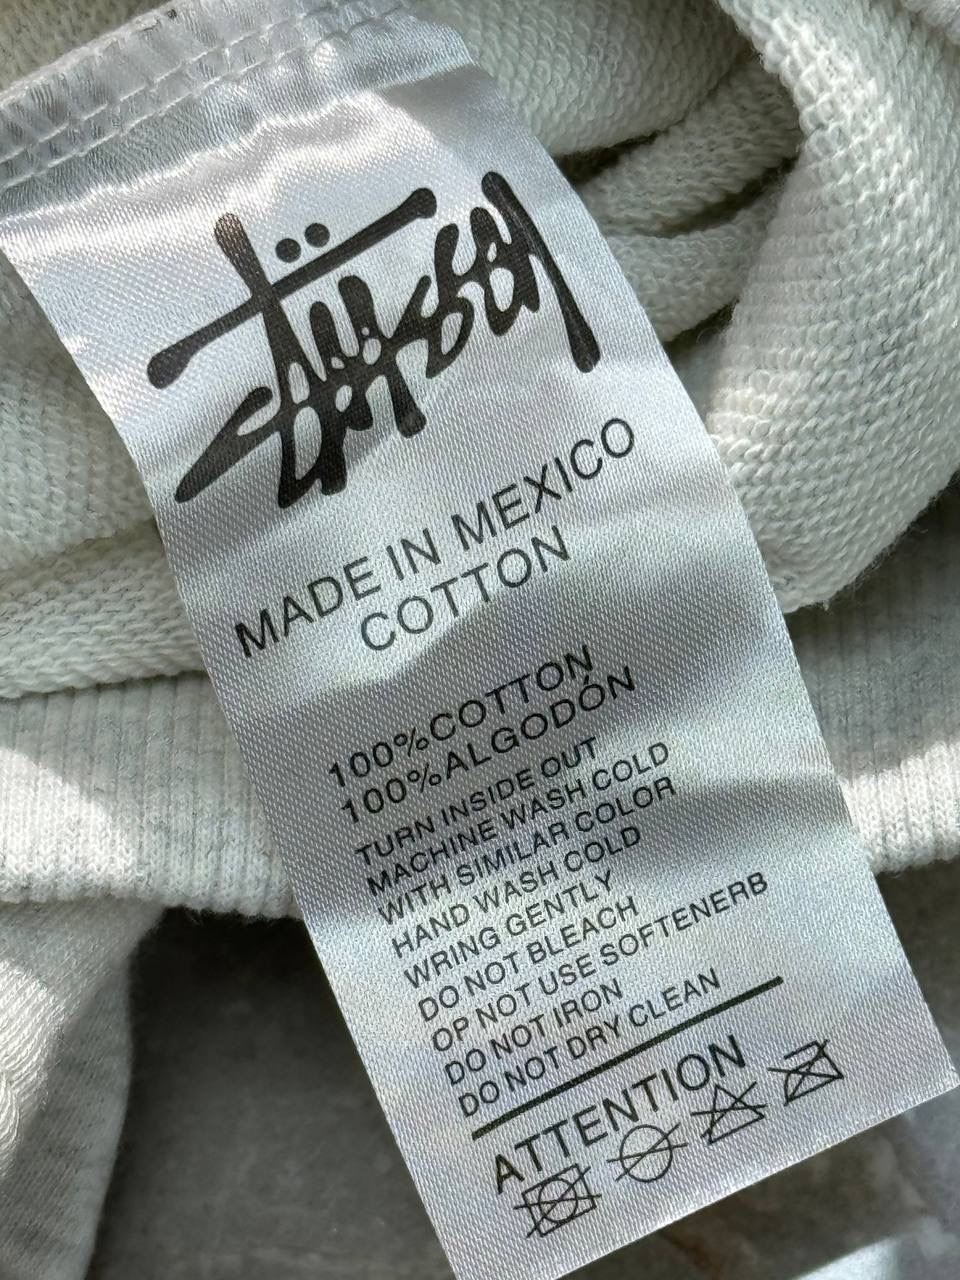 Stüssy
MADE IN MEXICO
COTTON
100%COTTON
100%ALGODÓN
TURN INSIDE OUT
MACHINE WASH COLD
WITH SIMILAR COLOR
HAND WASH COLD
WRING GENTLY
DO NOT BLEACH
OP NOT USE SOFTENERB
DO NOT IRON
DO NOT DRY CLEAN
ATTENTION